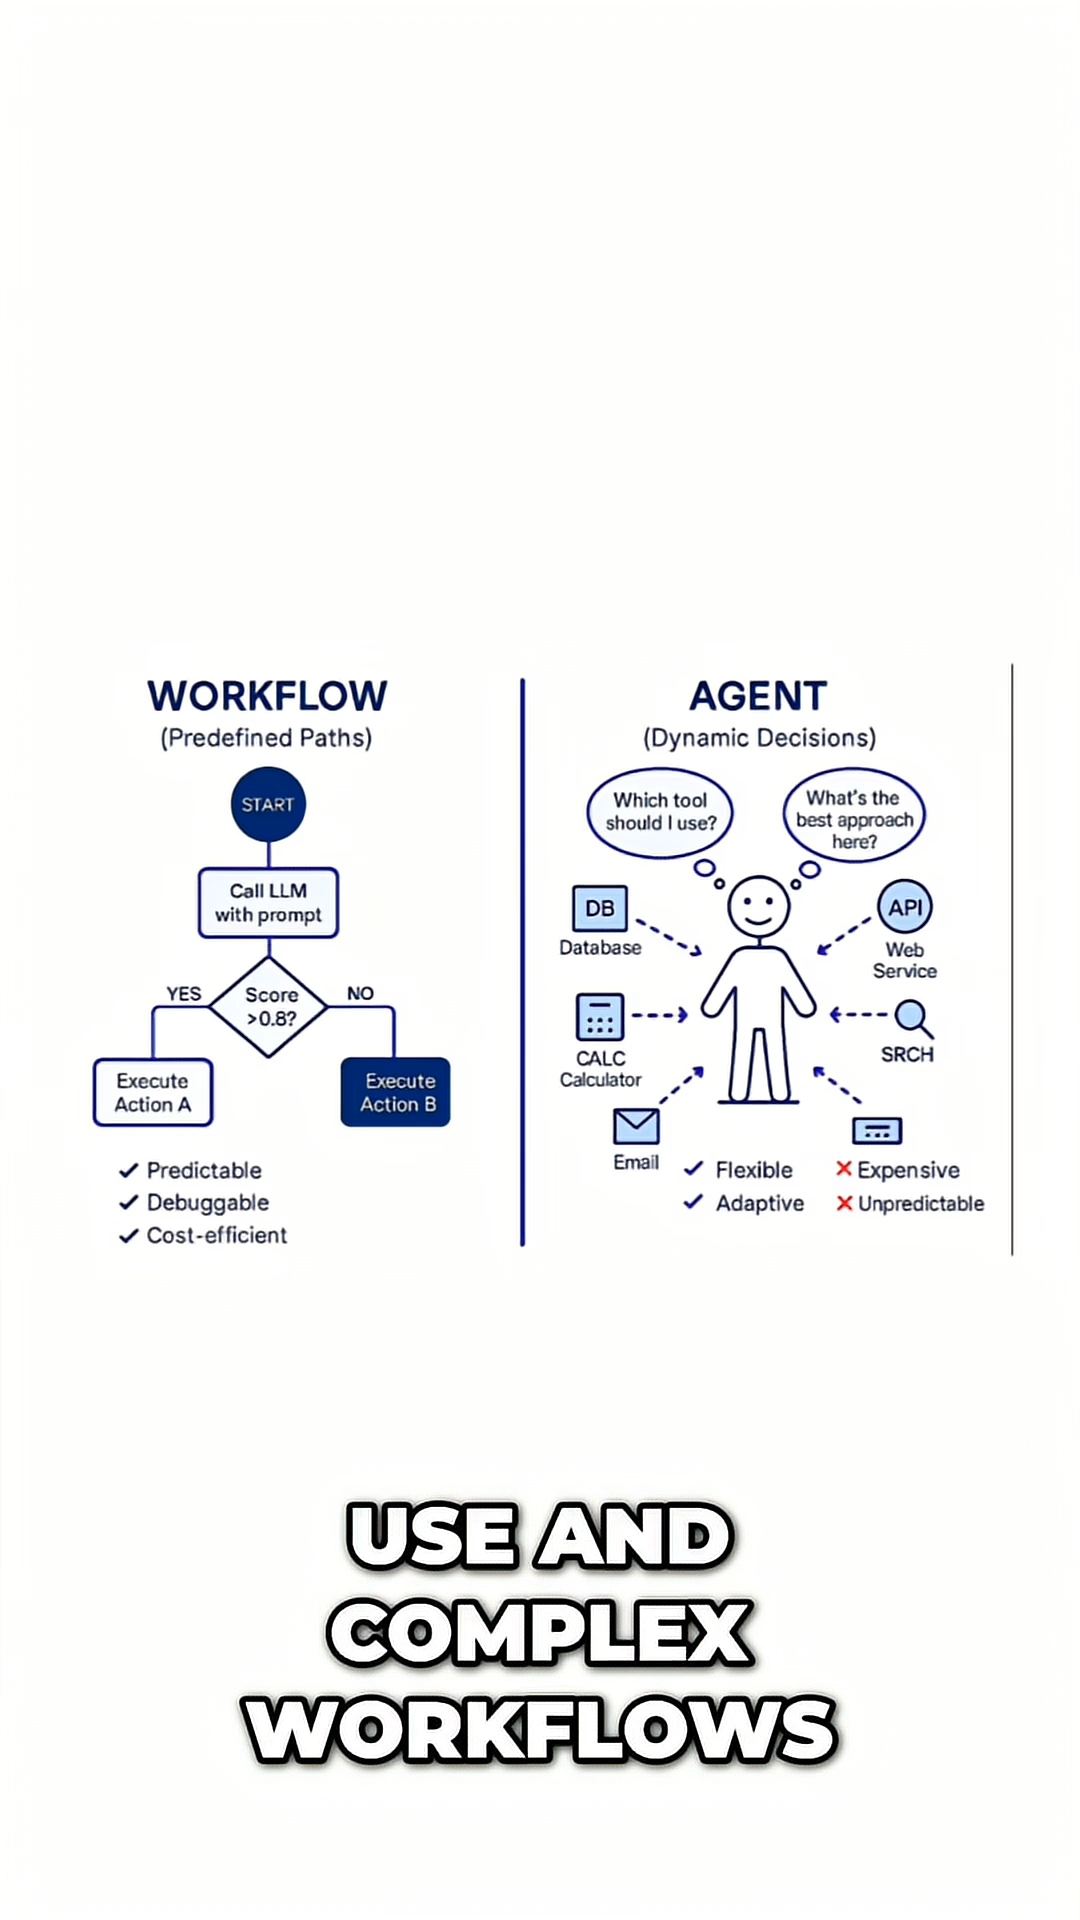 WORKFLOW
(Predefined Paths)
START
Call LLM
with prompt
Score
>0.8?
YES
NO
Execute
Action A
Execute
Action B
✓ Predictable
✓ Debuggable
✓ Cost-efficient
AGENT
(Dynamic Decisions)
Which tool
should I use?
What's the
best approach
here?
DB
Database
API
Web
Service
CALC
Calculator
SRCH
Email
✓ Flexible
✓ Adaptive
✕ Expensive
✕ Unpredictable
USE AND
COMPLEX
WORKFLOWS